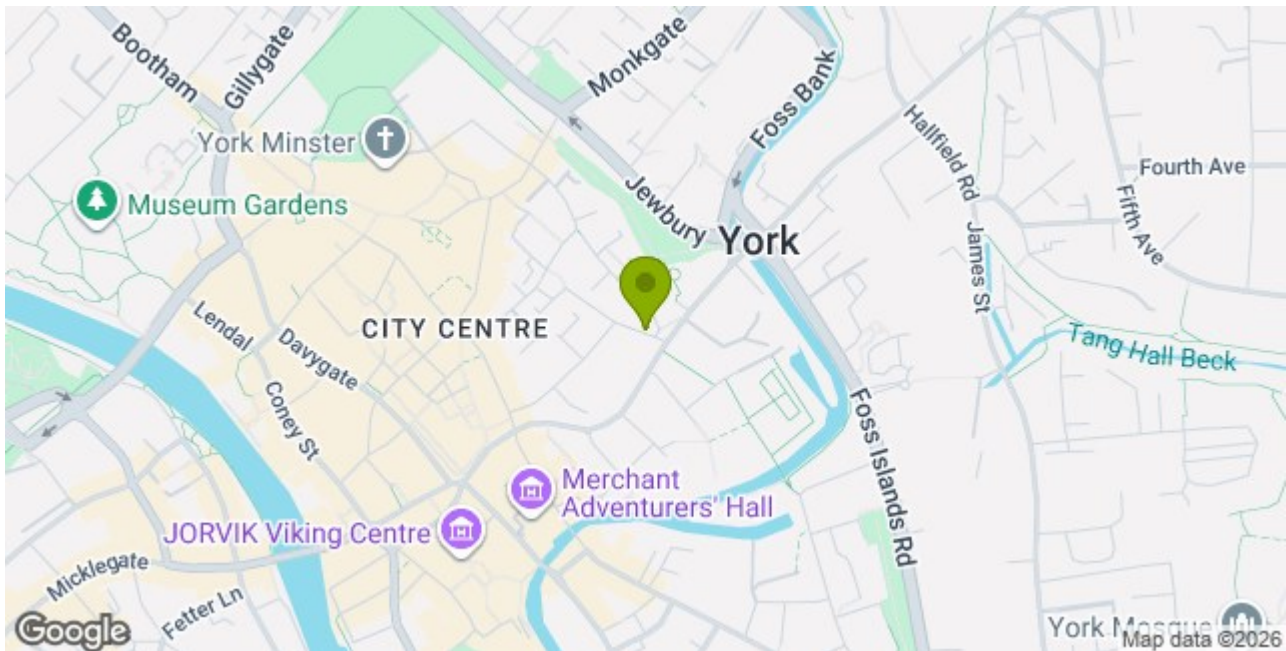 Bootham
Gillygate
Monkgate
Foss Bank
York Minster
Hallfield Rd
Fourth Ave
Fifth Ave
Museum Gardens
Jewbury
York
James St
Lendal
CITY CENTRE
Davygate
Tang Hall Beck
Coney St
Foss Islands Rd
Merchant
Adventurers' Hall
JORVIK Viking Centre
Micklegate
Fetter Ln
Google
York Mosque
Map data ©2026